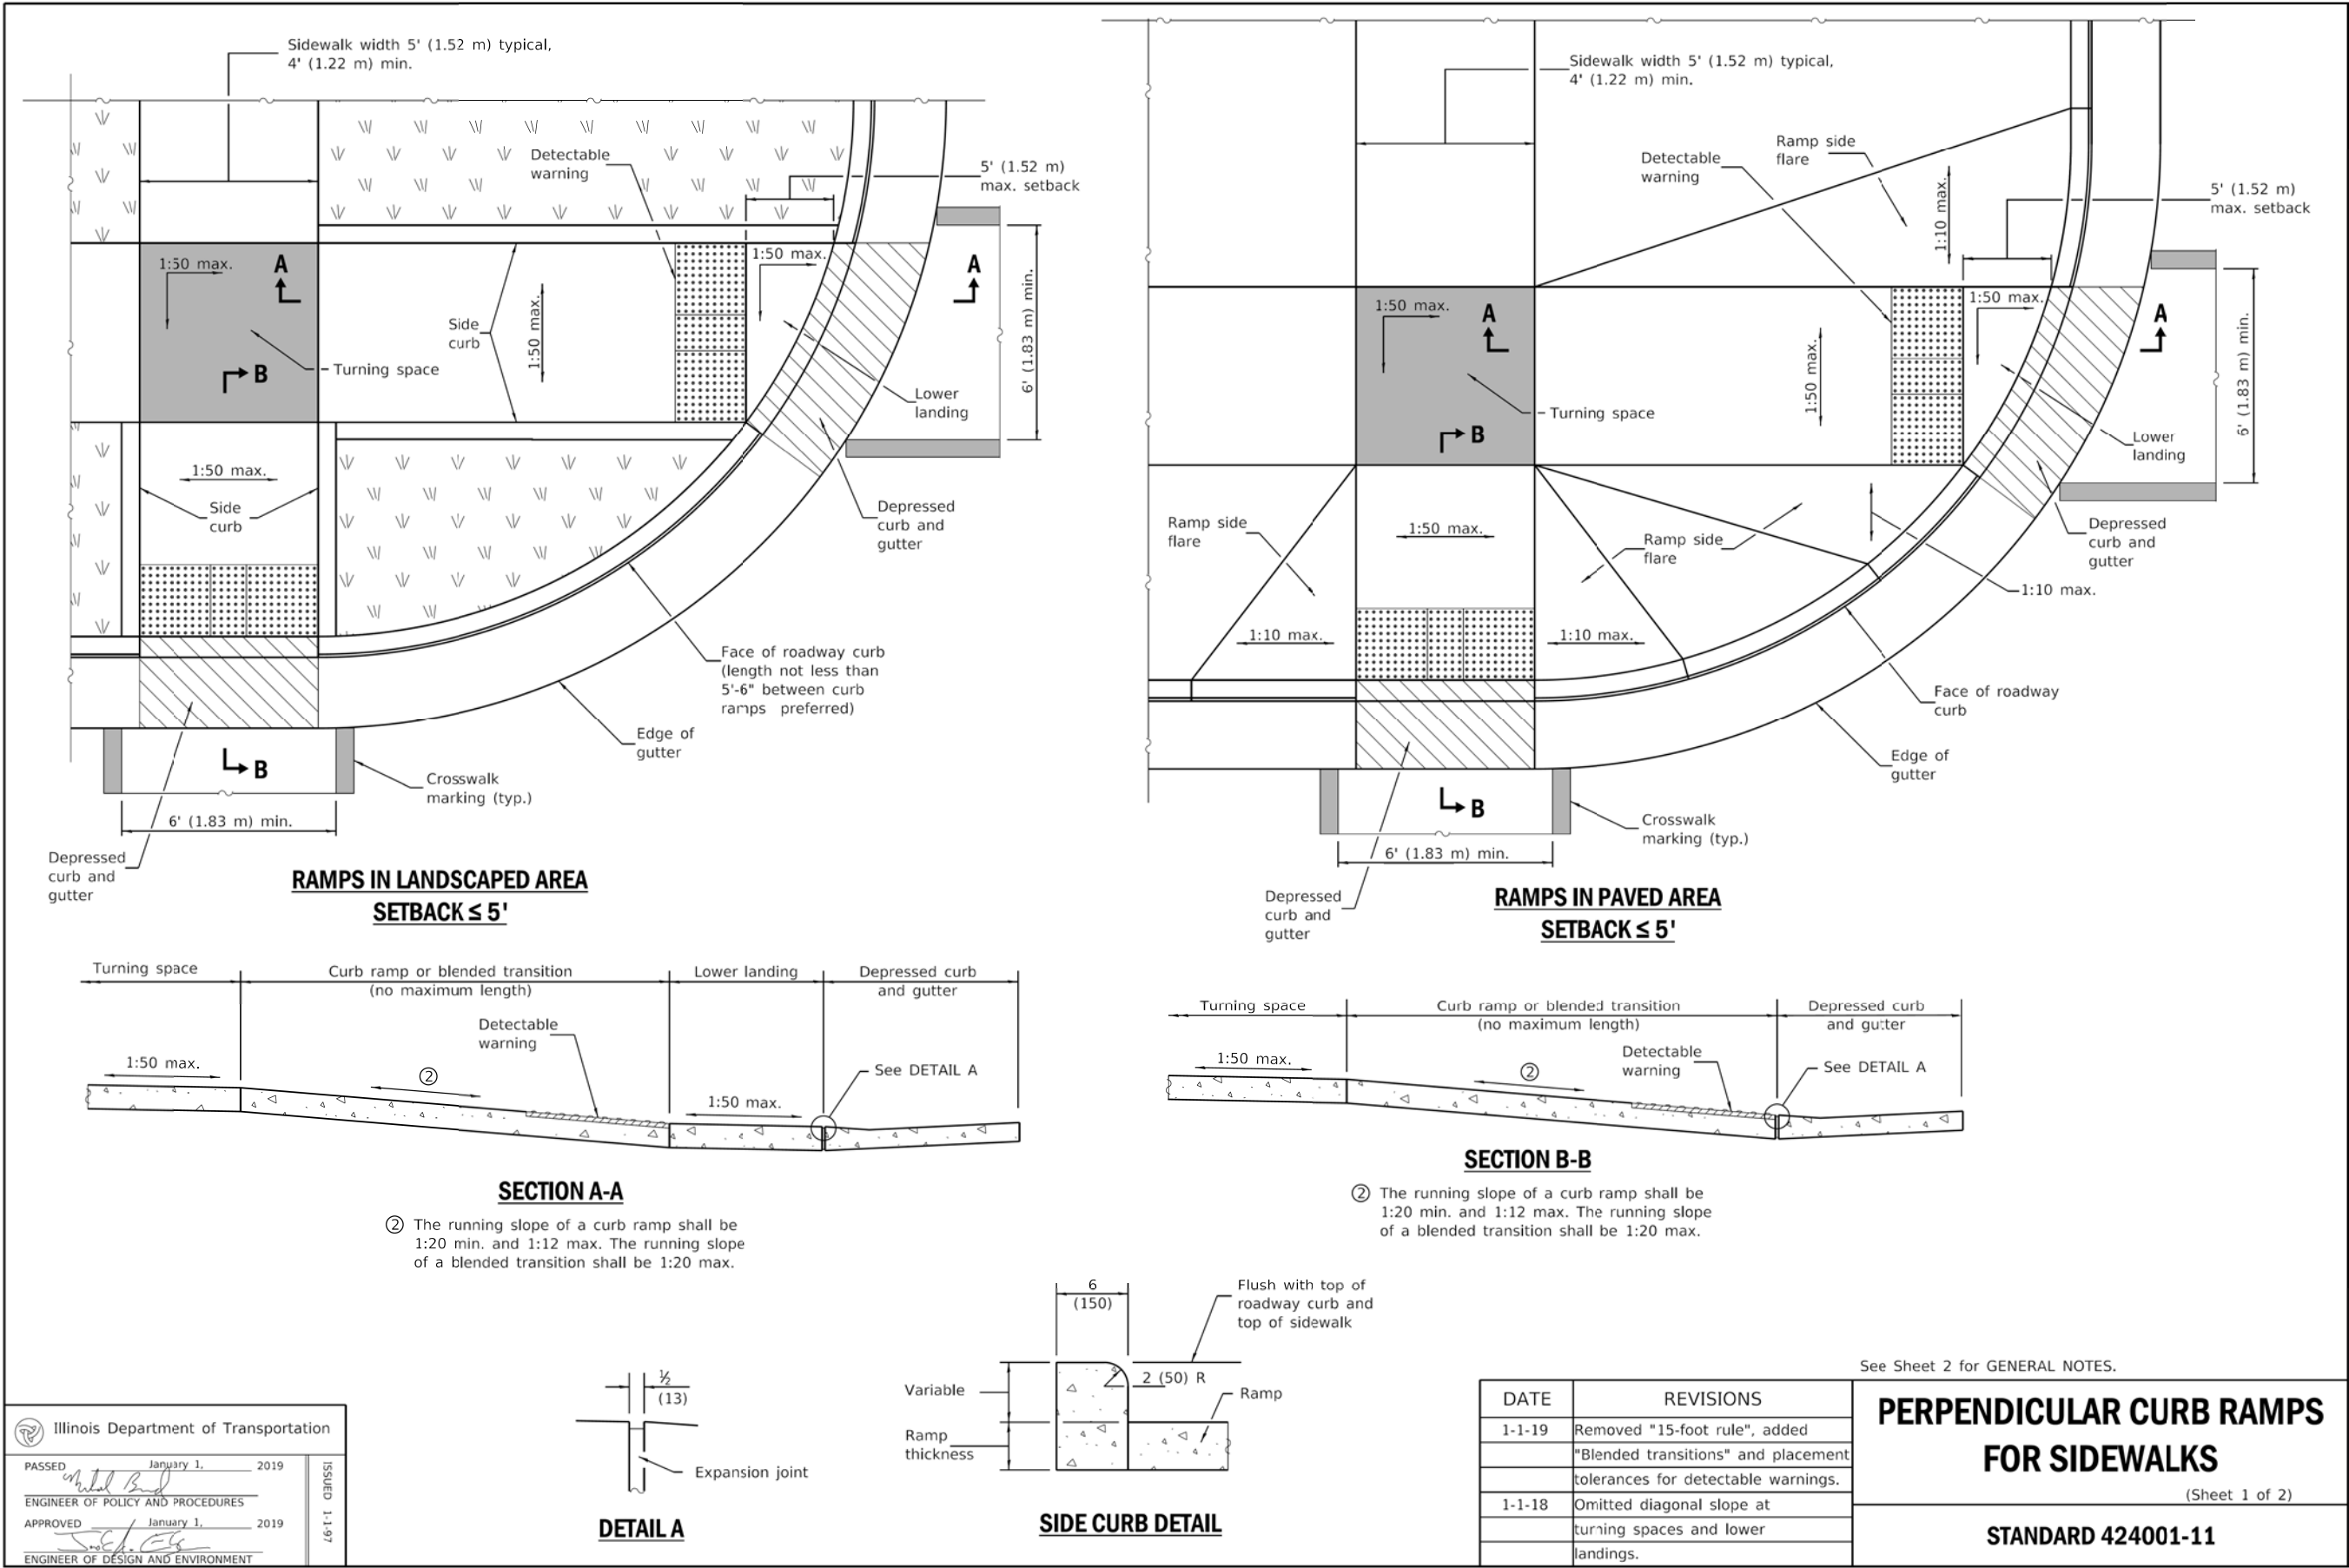 Sidewalk width 5' (1.52 m) typical,
4' (1.22 m) min.
Detectable
warning
5' (1.52 m)
max. setback
1:50 max.
A
1:50 max.
A
Side
curb
1:50 max.
6' (1.83 m) min.
B
Turning space
Lower
landing
1:50 max.
Side
curb
Depressed
curb and
gutter
Face of roadway curb
(length not less than
5'-6" between curb
ramps preferred)
Edge of
gutter
B
Crosswalk
marking (typ.)
6' (1.83 m) min.
Depressed
curb and
gutter
RAMPS IN LANDSCAPED AREA
SETBACK ≤ 5'
Sidewalk width 5' (1.52 m) typical,
4' (1.22 m) min.
Ramp side
flare
Detectable
warning
1:10 max.
5' (1.52 m)
max. setback
1:50 max.
A
1:50 max.
A
1:50 max.
6' (1.83 m) min.
Turning space
B
Lower
landing
Ramp side
flare
1:50 max.
Ramp side
flare
Depressed
curb and
gutter
1:10 max.
1:10 max.
1:10 max.
Face of roadway
curb
Edge of
gutter
B
Crosswalk
marking (typ.)
6' (1.83 m) min.
Depressed
curb and
gutter
RAMPS IN PAVED AREA
SETBACK ≤ 5'
Turning space
Curb ramp or blended transition
(no maximum length)
Lower landing
Depressed curb
and gutter
Detectable
warning
1:50 max.
②
1:50 max.
See DETAIL A
SECTION A-A
② The running slope of a curb ramp shall be
1:20 min. and 1:12 max. The running slope
of a blended transition shall be 1:20 max.
Turning space
Curb ramp or blended transition
(no maximum length)
Depressed curb
and gutter
1:50 max.
②
Detectable
warning
See DETAIL A
SECTION B-B
② The running slope of a curb ramp shall be
1:20 min. and 1:12 max. The running slope
of a blended transition shall be 1:20 max.
½
(13)
Expansion joint
DETAIL A
6
(150)
Flush with top of
roadway curb and
top of sidewalk
Variable
2 (50) R
Ramp
Ramp
thickness
SIDE CURB DETAIL
Illinois Department of Transportation
PASSED January 1, 2019
ENGINEER OF POLICY AND PROCEDURES
APPROVED January 1, 2019
ENGINEER OF DESIGN AND ENVIRONMENT
ISSUED 1-1-97
See Sheet 2 for GENERAL NOTES.
DATE REVISIONS
1-1-19 Removed "15-foot rule", added
"Blended transitions" and placement
tolerances for detectable warnings.
1-1-18 Omitted diagonal slope at
turning spaces and lower
landings.
PERPENDICULAR CURB RAMPS
FOR SIDEWALKS
(Sheet 1 of 2)
STANDARD 424001-11